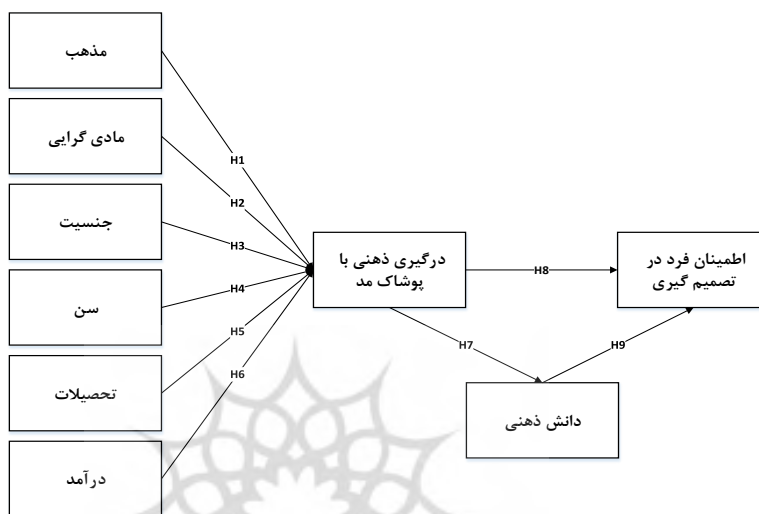 مذهب
مادی گرایی
جنسیت
سن
تحصیلات
درآمد
H1
H2
H3
H4
H5
H6
درگیری ذهنی با
پوشاک مد
H8
H7
H9
اطمینان فرد در
تصمیم گیری
دانش ذهنی